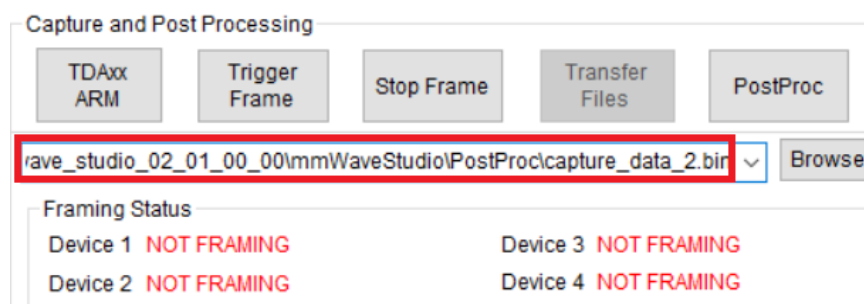 Capture and Post Processing
TDAxx ARM
Trigger Frame
Stop Frame
Transfer Files
PostProc
wave_studio_02_01_00_00\mmWaveStudio\PostProc\capture_data_2.bin
Browse
Framing Status
Device 1 NOT FRAMING
Device 3 NOT FRAMING
Device 2 NOT FRAMING
Device 4 NOT FRAMING